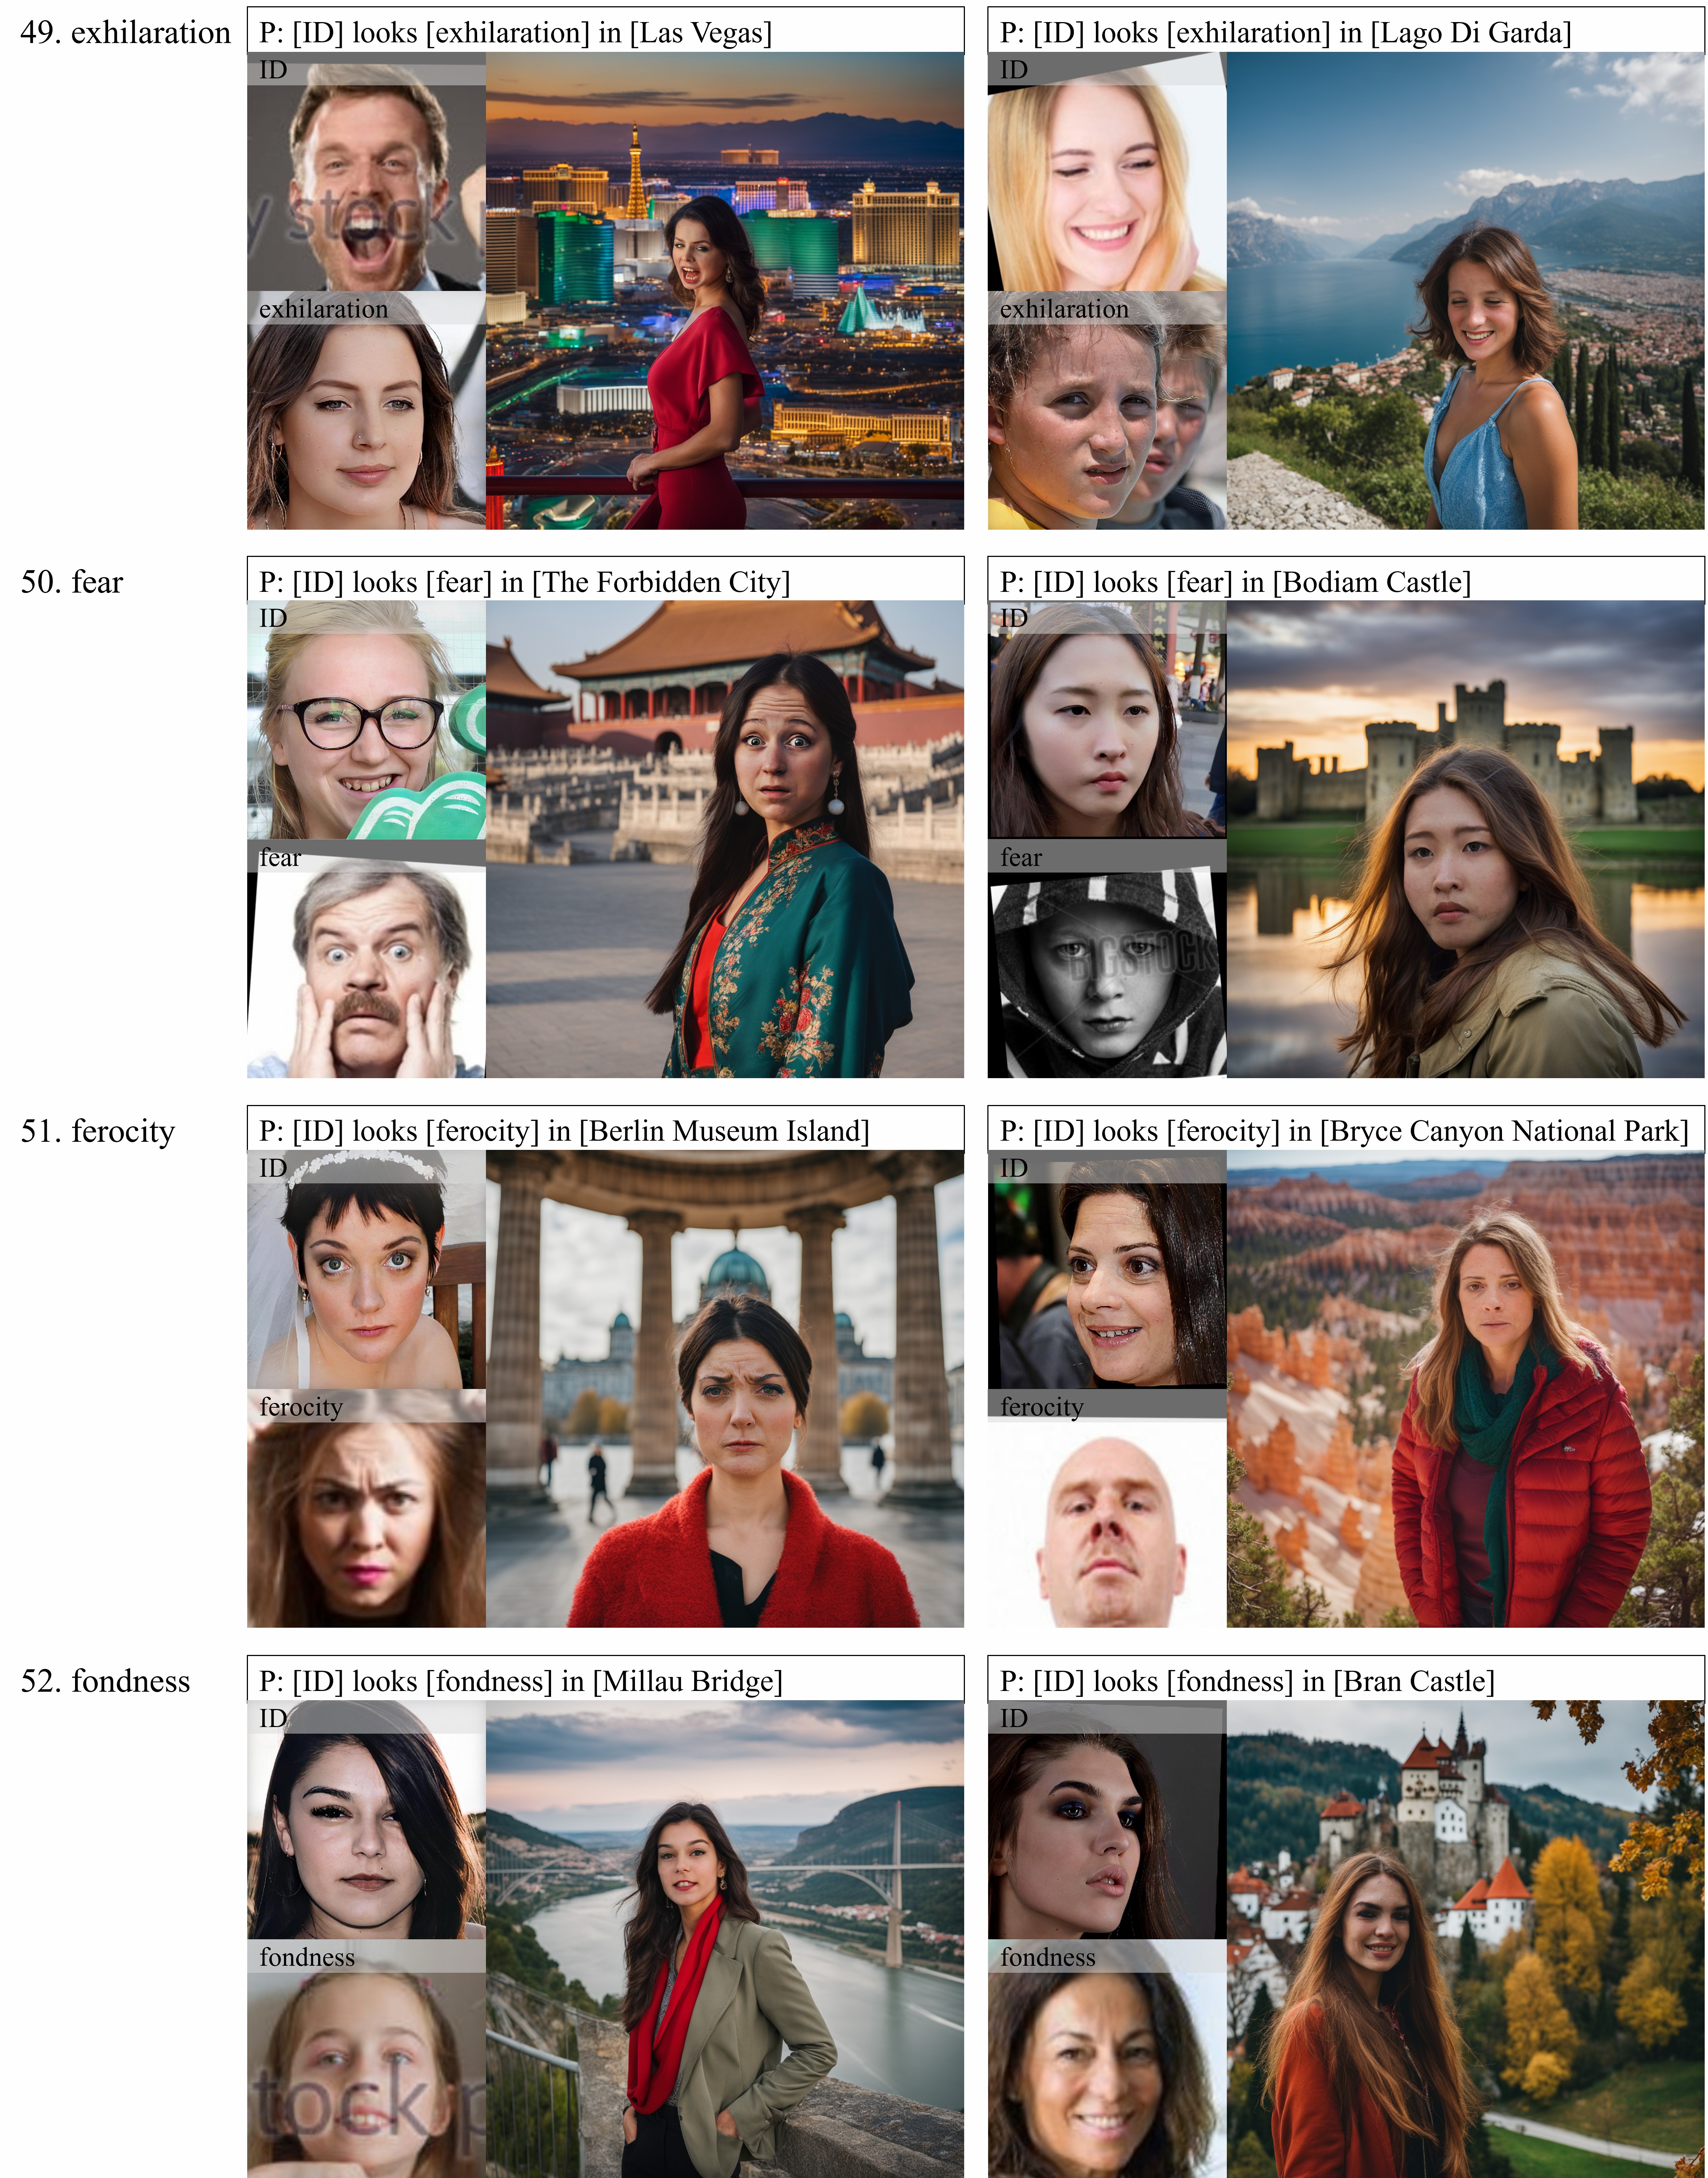 49. exhilaration
P: [ID] looks [exhilaration] in [Las Vegas]
ID
y stock
exhilaration
P: [ID] looks [exhilaration] in [Lago Di Garda]
ID
exhilaration
50. fear
P: [ID] looks [fear] in [The Forbidden City]
ID
fear
P: [ID] looks [fear] in [Bodiam Castle]
ID
fear
BIGSTOCK
51. ferocity
P: [ID] looks [ferocity] in [Berlin Museum Island]
ID
ferocity
P: [ID] looks [ferocity] in [Bryce Canyon National Park]
ID
ferocity
52. fondness
P: [ID] looks [fondness] in [Millau Bridge]
ID
fondness
tock p
P: [ID] looks [fondness] in [Bran Castle]
ID
fondness